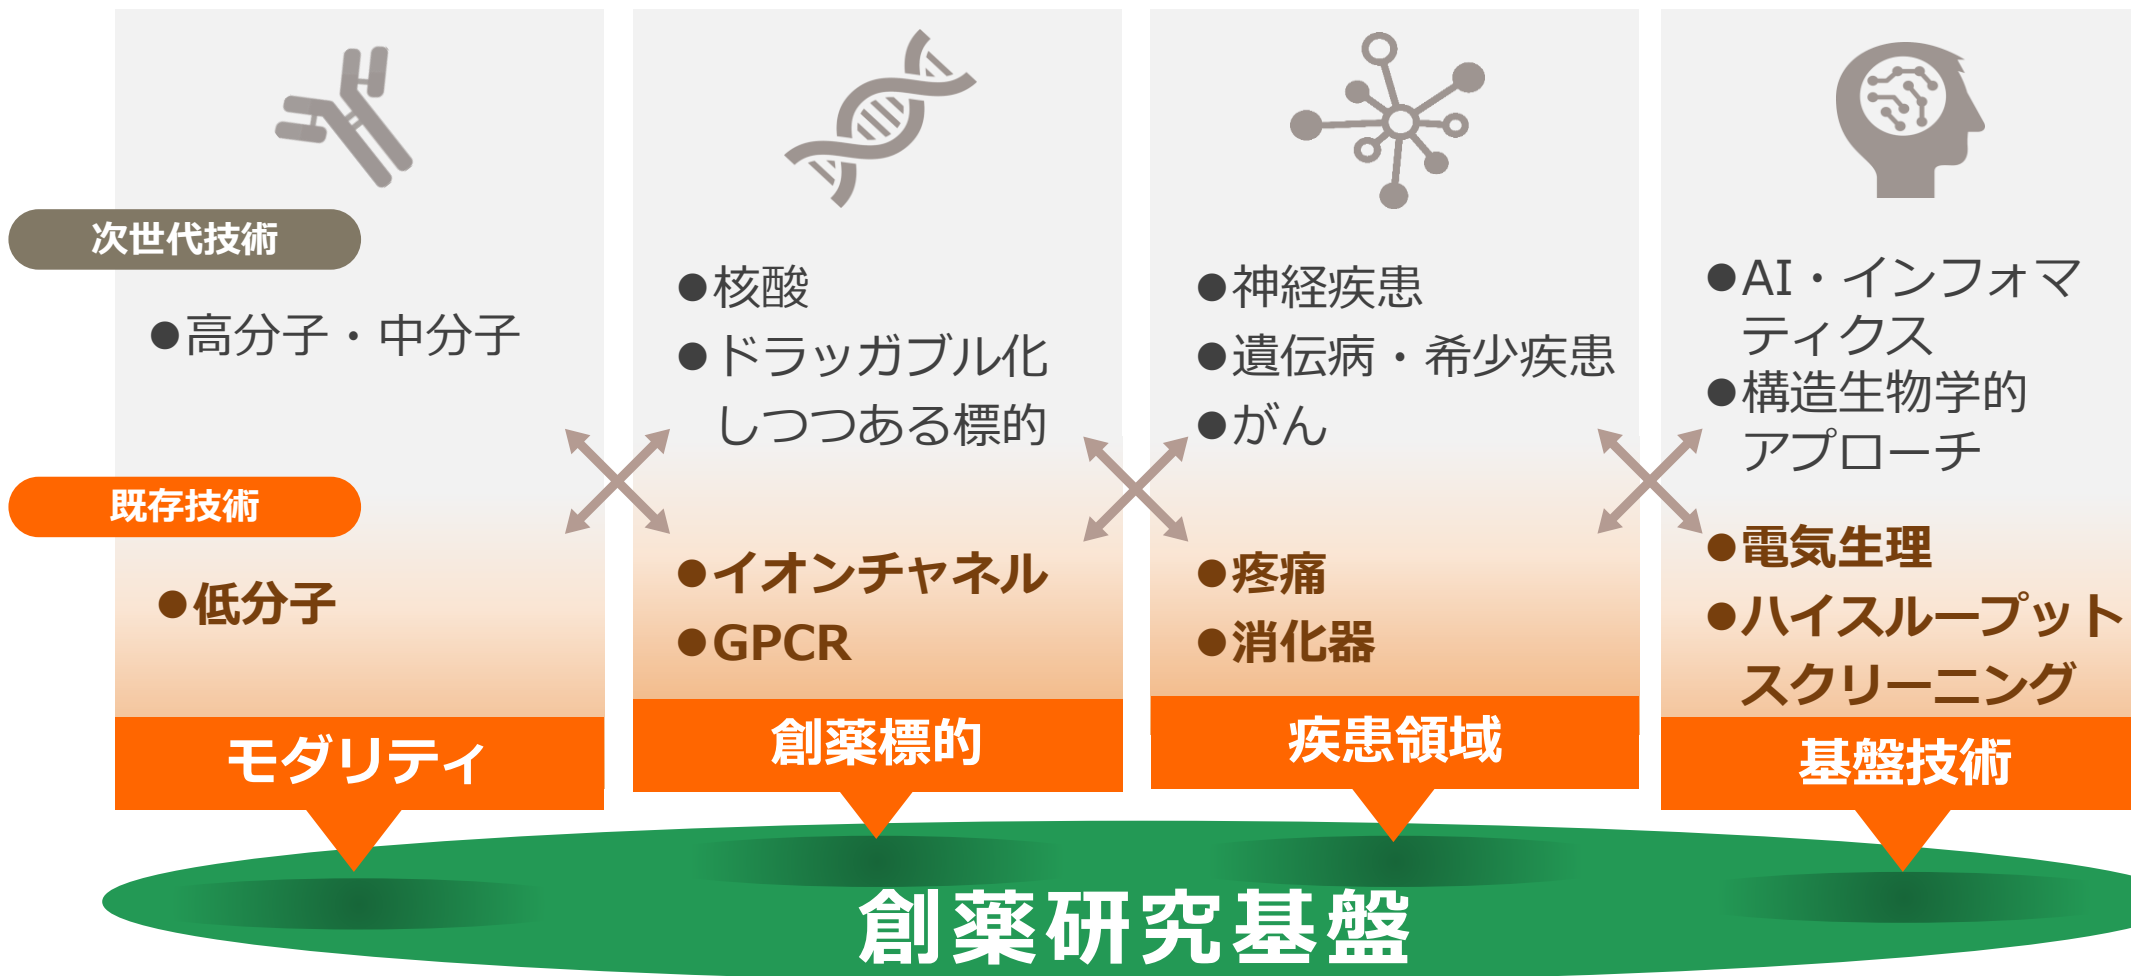 次世代技術
●高分子・中分子
既存技術
●低分子
モダリティ
●核酸
●ドラッガブル化
しつつある標的
●イオンチャネル
●GPCR
創薬標的
●神経疾患
●遺伝病・希少疾患
●がん
●疼痛
●消化器
疾患領域
●AI・インフォマ
ティクス
●構造生物学的
アプローチ
●電気生理
●ハイスループット
スクリーニング
基盤技術
創薬研究基盤